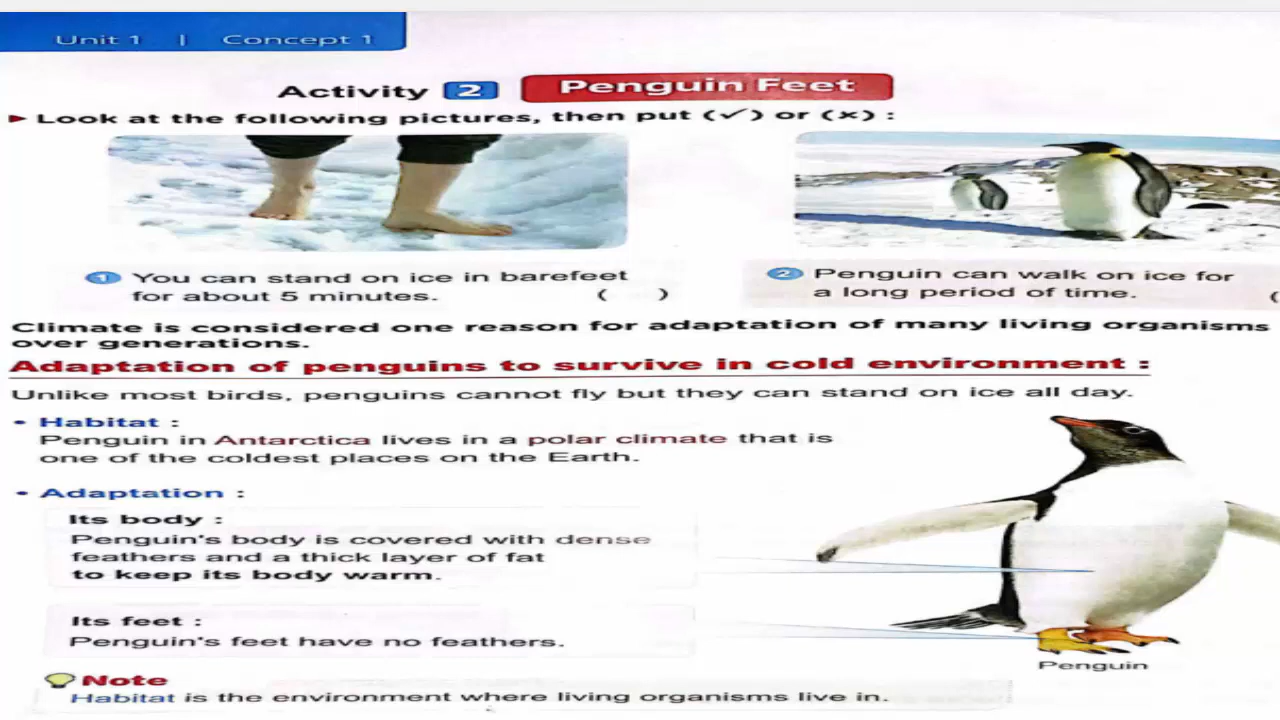 Unit 1 | Concept 1
Activity 2 Penguin Feet
► Look at the following pictures, then put (✓) or (×) :
1 You can stand on ice in barefeet
for about 5 minutes. ( )
2 Penguin can walk on ice for
a long period of time. (
Climate is considered one reason for adaptation of many living organisms
over generations.
Adaptation of penguins to survive in cold environment :
Unlike most birds, penguins cannot fly but they can stand on ice all day.
• Habitat :
Penguin in Antarctica lives in a polar climate that is
one of the coldest places on the Earth.
• Adaptation :
Its body :
Penguin's body is covered with dense
feathers and a thick layer of fat
to keep its body warm.
Its feet :
Penguin's feet have no feathers.
Penguin
Note
Habitat is the environment where living organisms live in.